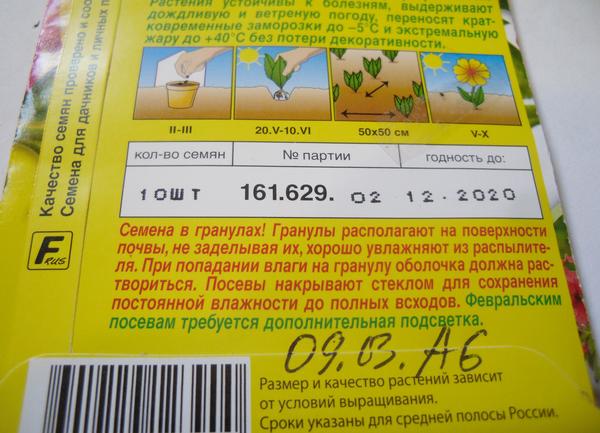 Растения устойчивы к болезням, выдерживают
дождливую и ветреную погоду, переносят крат-
ковременные заморозки до –5°С и экстремальную
жару до +40°С без потери декоративности.
Качество семян проверено и соо
Семена для дачников и личных п
II-III
20.V-10.VI
50x50 см
V-X
кол-во семян
№ партии
годность до:
10ШТ
161.629.
02 12.2020
F
RUS
Семена в гранулах! Гранулы располагают на поверхности
почвы, не заделывая их, хорошо увлажняют из распылите-
ля. При попадании влаги на гранулу оболочка должна рас-
твориться. Посевы накрывают стеклом для сохранения
постоянной влажности до полных всходов. Февральским
посевам требуется дополнительная подсветка.
09.03.А6
Размер и качество растений зависит
от условий выращивания.
Сроки указаны для средней полосы России.